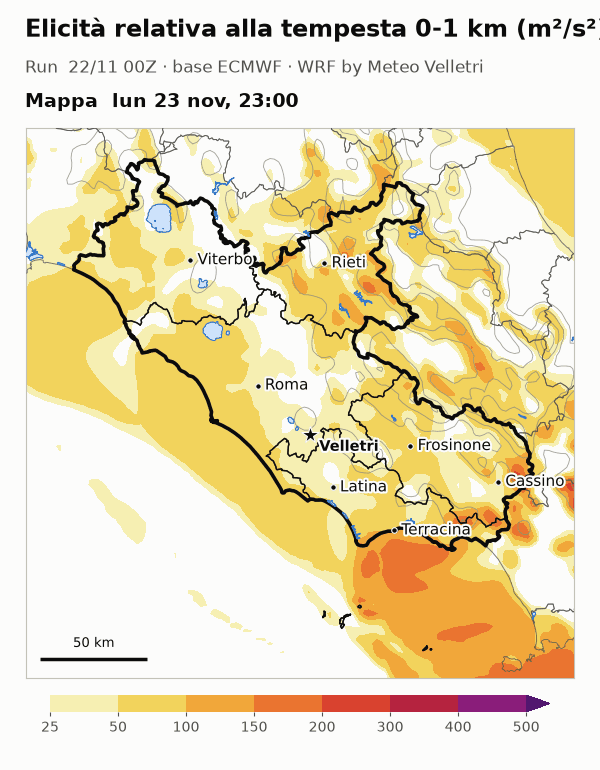 Elicità relativa alla tempesta 0-1 km (m²/s²)
Run  22/11 00Z · base ECMWF · WRF by Meteo Velletri
Mappa  lun 23 nov, 23:00
Viterbo
Rieti
Roma
Velletri
Frosinone
Cassino
Latina
Terracina
50 km
25 50 100 150 200 300 400 500